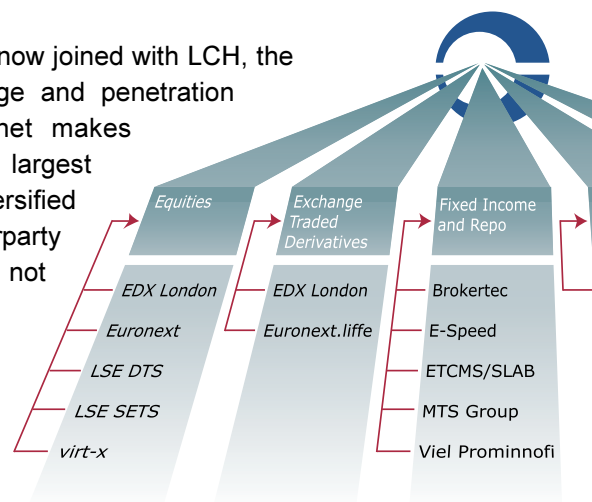 now joined with LCH, the
ge and penetration
net makes
largest
ersified
rparty
not
Equities
EDX London
Euronext
LSE DTS
LSE SETS
virt-x
Exchange
Traded
Derivatives
EDX London
Euronext.liffe
Fixed Income
and Repo
Brokertec
E-Speed
ETCMS/SLAB
MTS Group
Viel Prominnofi